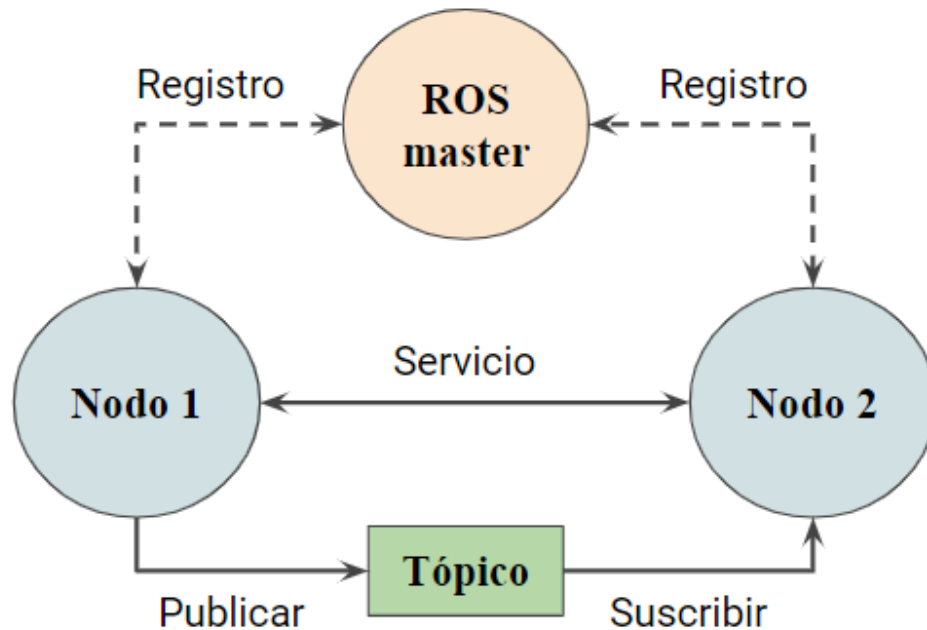 Registro
ROS
master
Registro
Nodo 1
Servicio
Nodo 2
Tópico
Publicar
Suscribir